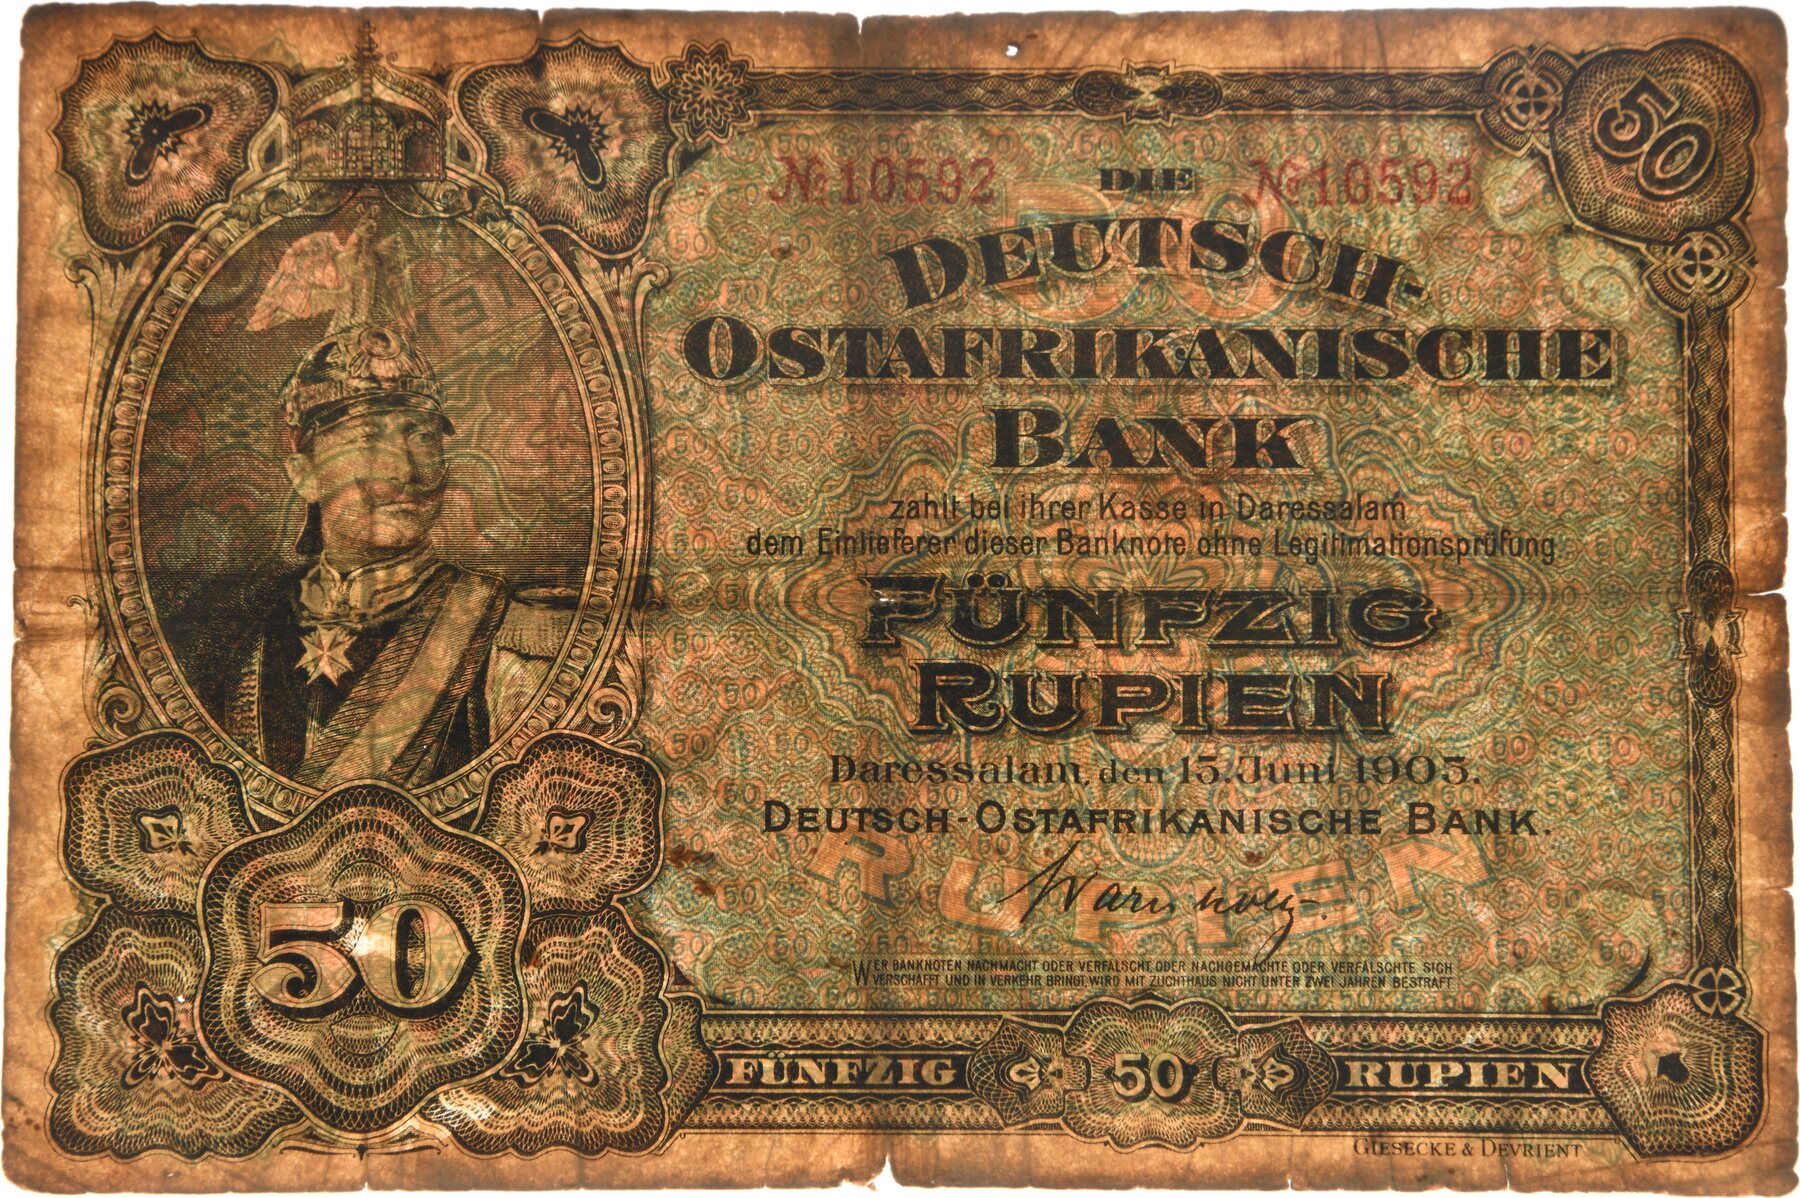 50
№10592 DIE №10592
DEUTSCH-
OSTAFRIKANISCHE
BANK
zahlt bei ihrer Kasse in Daressalam
dem Einlieferer dieser Banknote ohne Legitimationsprüfung
FÜNFZIG
RUPIEN
Daressalam, den 15. Juni 1905.
DEUTSCH-OSTAFRIKANISCHE BANK.
RUPIEN
WER BANKNOTEN NACHMACHT ODER VERFÄLSCHT, ODER NACHGEMACHTE ODER VERFÄLSCHTE SICH
VERSCHAFFT UND IN VERKEHR BRINGT, WIRD MIT ZUCHTHAUS NICHT UNTER ZWEI JAHREN BESTRAFT.
50
FÜNFZIG 50 RUPIEN
GIESECKE & DEVRIENT